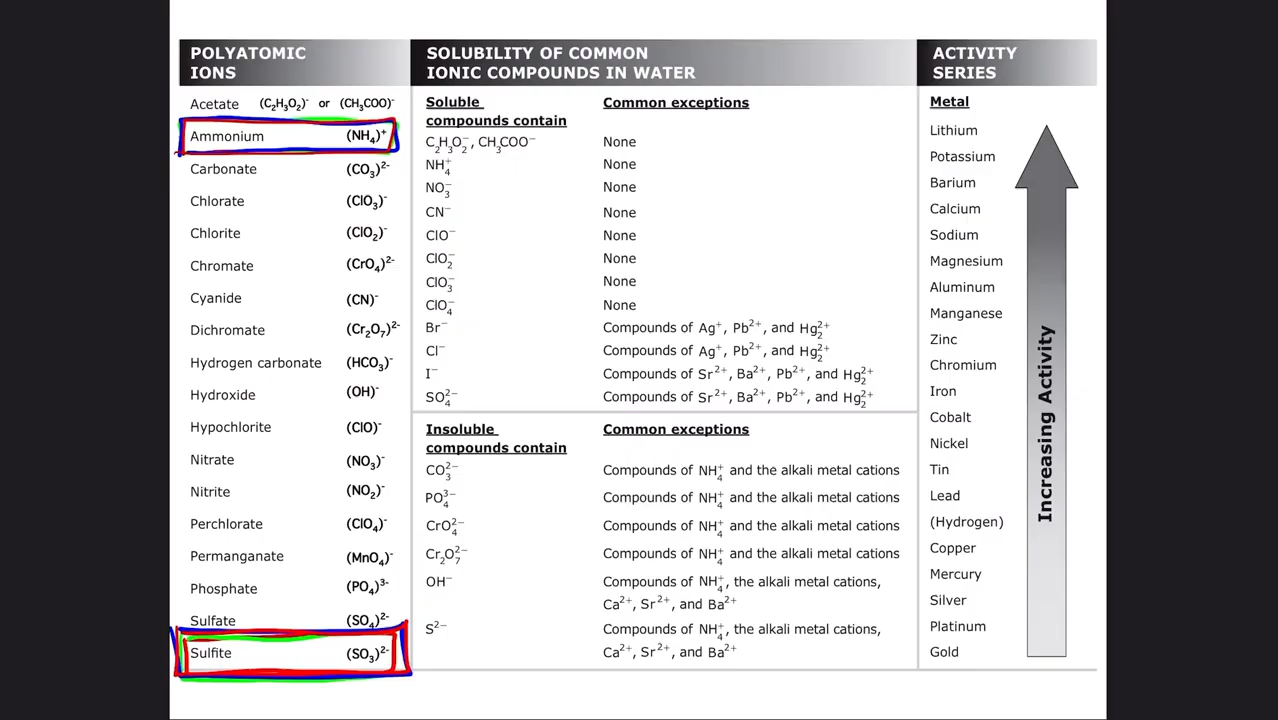 POLYATOMIC
IONS
Acetate (C₂H₃O₂)⁻ or (CH₃COO)⁻
Ammonium (NH₄)⁺
Carbonate (CO₃)²⁻
Chlorate (ClO₃)⁻
Chlorite (ClO₂)⁻
Chromate (CrO₄)²⁻
Cyanide (CN)⁻
Dichromate (Cr₂O₇)²⁻
Hydrogen carbonate (HCO₃)⁻
Hydroxide (OH)⁻
Hypochlorite (ClO)⁻
Nitrate (NO₃)⁻
Nitrite (NO₂)⁻
Perchlorate (ClO₄)⁻
Permanganate (MnO₄)⁻
Phosphate (PO₄)³⁻
Sulfate (SO₄)²⁻
Sulfite (SO₃)²⁻
SOLUBILITY OF COMMON
IONIC COMPOUNDS IN WATER
Soluble Common exceptions
compounds contain
C₂H₃O₂⁻, CH₃COO⁻ None
NH₄⁺ None
NO₃⁻ None
CN⁻ None
ClO⁻ None
ClO₂⁻ None
ClO₃⁻ None
ClO₄⁻ None
Br⁻ Compounds of Ag⁺, Pb²⁺, and Hg₂²⁺
Cl⁻ Compounds of Ag⁺, Pb²⁺, and Hg₂²⁺
I⁻ Compounds of Sr²⁺, Ba²⁺, Pb²⁺, and Hg₂²⁺
SO₄²⁻ Compounds of Sr²⁺, Ba²⁺, Pb²⁺, and Hg₂²⁺
Insoluble Common exceptions
compounds contain
CO₃²⁻ Compounds of NH₄⁺ and the alkali metal cations
PO₄³⁻ Compounds of NH₄⁺ and the alkali metal cations
CrO₄²⁻ Compounds of NH₄⁺ and the alkali metal cations
Cr₂O₇²⁻ Compounds of NH₄⁺ and the alkali metal cations
OH⁻ Compounds of NH₄⁺, the alkali metal cations,
Ca²⁺, Sr²⁺, and Ba²⁺
S²⁻ Compounds of NH₄⁺, the alkali metal cations,
Ca²⁺, Sr²⁺, and Ba²⁺
ACTIVITY
SERIES
Metal
Lithium
Potassium
Barium
Calcium
Sodium
Magnesium
Aluminum
Manganese
Zinc
Chromium
Iron
Cobalt
Nickel
Tin
Lead
(Hydrogen)
Copper
Mercury
Silver
Platinum
Gold
Increasing Activity